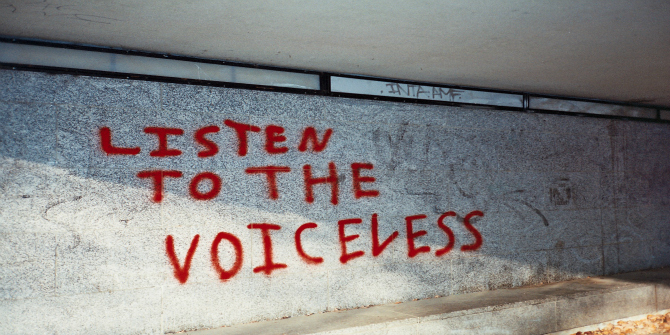 LISTEN
TO THE
VOICELESS